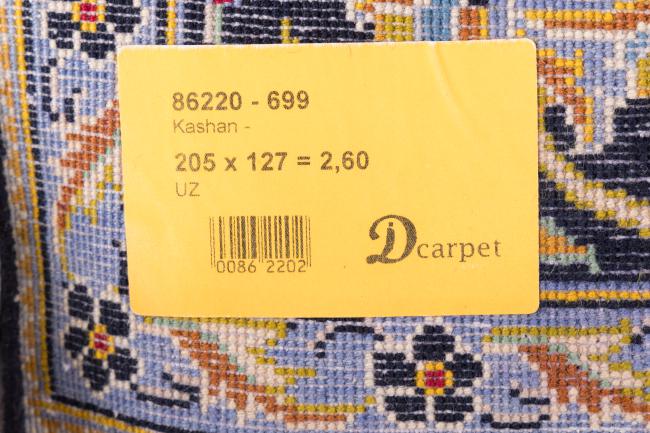 86220 - 699
Kashan -
205 x 127 = 2,60
UZ
0086 2202
Dcarpet